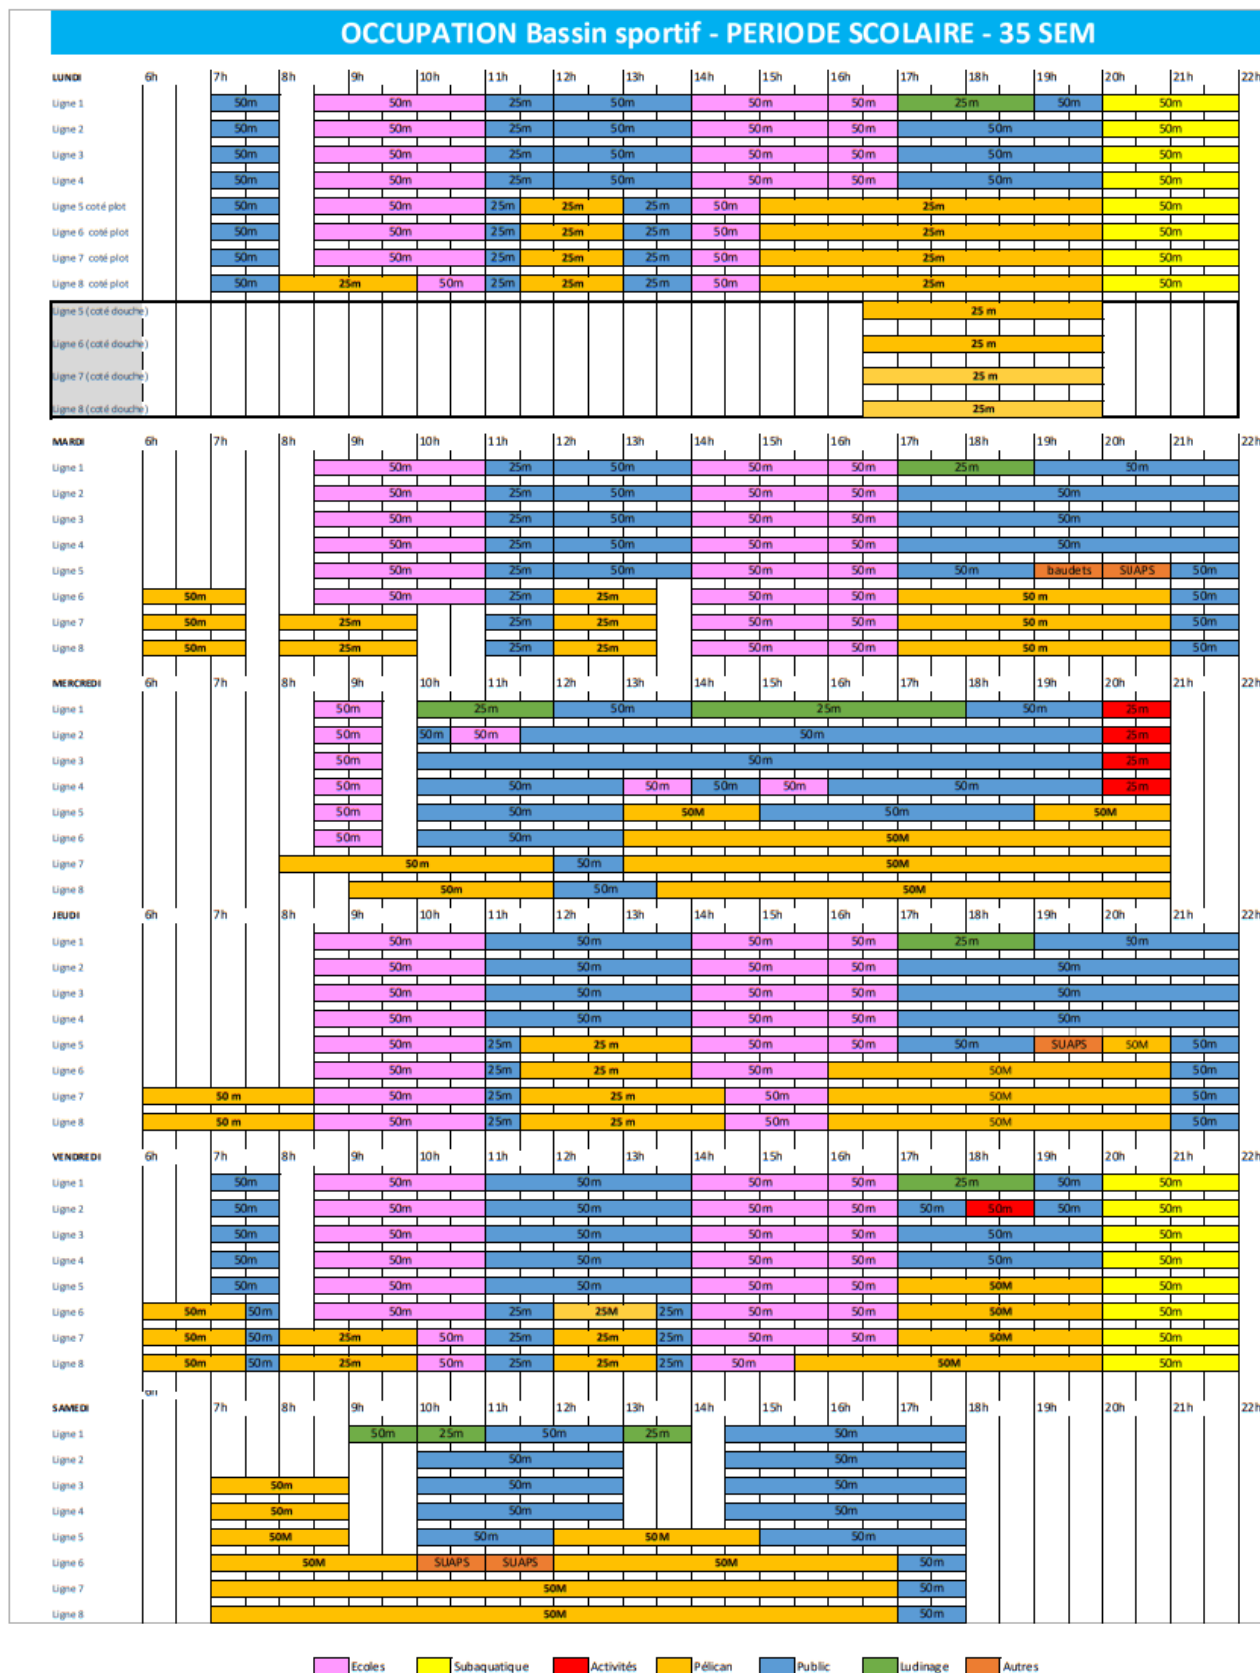 OCCUPATION Bassin sportif - PERIODE SCOLAIRE - 35 SEM
LUNDI 6h 7h 8h 9h 10h 11h 12h 13h 14h 15h 16h 17h 18h 19h 20h 21h 22h
Ligne 1 50m 50m 25m 50m 50m 50m 25m 50m 50m
Ligne 2 50m 50m 25m 50m 50m 50m 50m 50m
Ligne 3 50m 50m 25m 50m 50m 50m 50m 50m
Ligne 4 50m 50m 25m 50m 50m 50m 50m 50m
Ligne 5 coté plot 50m 50m 25m 25m 25m 50m 25m 50m
Ligne 6 coté plot 50m 50m 25m 25m 25m 50m 25m 50m
Ligne 7 coté plot 50m 50m 25m 25m 25m 50m 25m 50m
Ligne 8 coté plot 50m 25m 50m 25m 25m 25m 50m 25m 50m
Ligne 5 (coté douche) 25 m
Ligne 6 (coté douche) 25 m
Ligne 7 (coté douche) 25 m
Ligne 8 (coté douche) 25m
MARDI 6h 7h 8h 9h 10h 11h 12h 13h 14h 15h 16h 17h 18h 19h 20h 21h 22h
Ligne 1 50m 25m 50m 50m 50m 25m 50m
Ligne 2 50m 25m 50m 50m 50m 50m
Ligne 3 50m 25m 50m 50m 50m 50m
Ligne 4 50m 25m 50m 50m 50m 50m
Ligne 5 50m 25m 50m 50m 50m 50m baudets SUAPS 50m
Ligne 6 50m 50m 25m 25m 50m 50m 50 m 50m
Ligne 7 50m 25m 25m 25m 50m 50m 50 m 50m
Ligne 8 50m 25m 25m 25m 50m 50m 50 m 50m
MERCREDI 6h 7h 8h 9h 10h 11h 12h 13h 14h 15h 16h 17h 18h 19h 20h 21h 22h
Ligne 1 50m 25m 50m 25m 50m 25m
Ligne 2 50m 50m 50m 50m 25m
Ligne 3 50m 50m 25m
Ligne 4 50m 50m 50m 50m 50m 50m 25m
Ligne 5 50m 50m 50M 50m 50M
Ligne 6 50m 50m 50M
Ligne 7 50 m 50m 50M
Ligne 8 50m 50m 50M
JEUDI 6h 7h 8h 9h 10h 11h 12h 13h 14h 15h 16h 17h 18h 19h 20h 21h 22h
Ligne 1 50m 50m 50m 50m 25m 50m
Ligne 2 50m 50m 50m 50m 50m
Ligne 3 50m 50m 50m 50m 50m
Ligne 4 50m 50m 50m 50m 50m
Ligne 5 50m 25m 25 m 50m 50m 50m SUAPS 50M 50m
Ligne 6 50m 25m 25 m 50m 50M 50m
Ligne 7 50 m 50m 25m 25 m 50m 50M 50m
Ligne 8 50 m 50m 25m 25 m 50m 50M 50m
VENDREDI 6h 7h 8h 9h 10h 11h 12h 13h 14h 15h 16h 17h 18h 19h 20h 21h 22h
Ligne 1 50m 50m 50m 50m 50m 25m 50m 50m
Ligne 2 50m 50m 50m 50m 50m 50m 50m 50m 50m
Ligne 3 50m 50m 50m 50m 50m 50m 50m
Ligne 4 50m 50m 50m 50m 50m 50m 50m
Ligne 5 50m 50m 50m 50m 50m 50M 50m
Ligne 6 50m 50m 50m 25m 25M 25m 50m 50m 50M 50m
Ligne 7 50m 50m 25m 50m 25m 25m 25m 50m 50m 50M 50m
Ligne 8 50m 50m 25m 50m 25m 25m 25m 50m 50M 50m
SAMEDI 7h 8h 9h 10h 11h 12h 13h 14h 15h 16h 17h 18h 19h 20h 21h 22h
Ligne 1 50m 25m 50m 25m 50m
Ligne 2 50m 50m
Ligne 3 50m 50m 50m
Ligne 4 50m 50m 50m
Ligne 5 50M 50m 50M 50m
Ligne 6 50M SUAPS SUAPS 50M 50m
Ligne 7 50M 50m
Ligne 8 50M 50m
Ecoles Subaquatique Activités Pélican Public Ludinage Autres